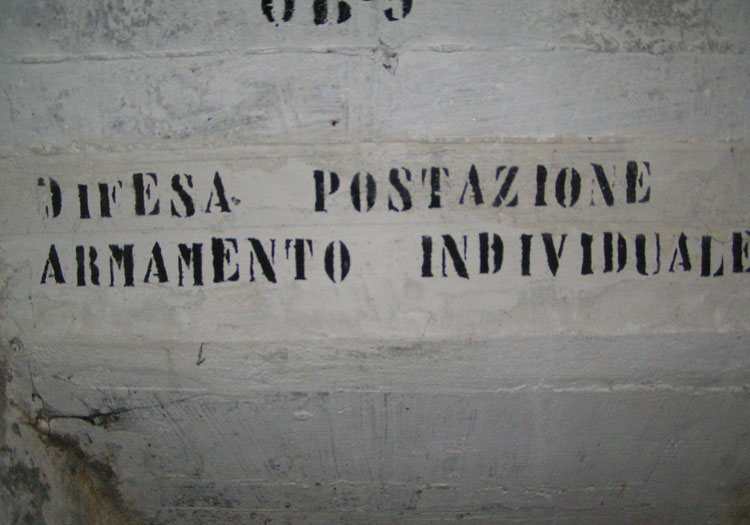 DIFESA POSTAZIONE
ARMAMENTO INDIVIDUALE